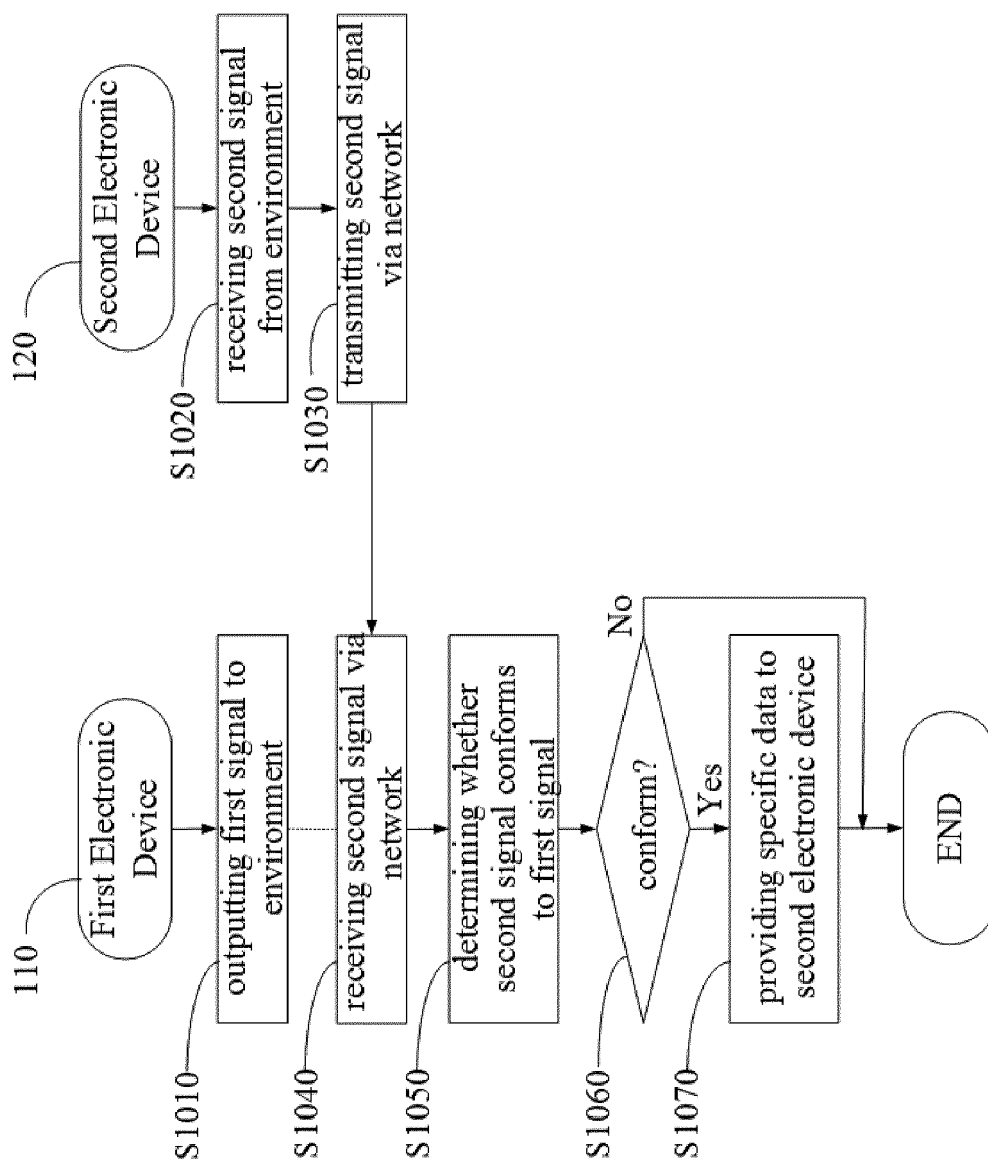 110
First Electronic
Device
S1010
outputting first signal to
environment
S1040
receiving second signal via
network
S1050
determining whether
second signal conforms
to first signal
S1060
conform?
No
Yes
S1070
providing specific data to
second electronic device
END
120
Second Electronic
Device
S1020
receiving second signal
from environment
S1030
transmitting second signal
via network